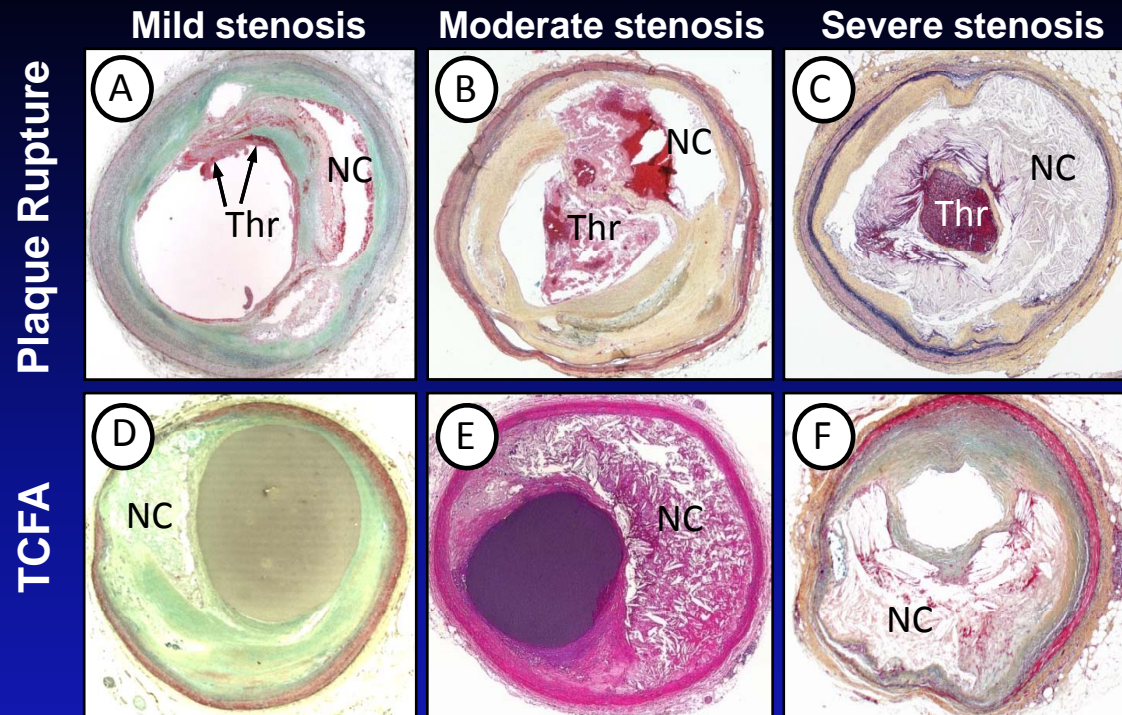 Mild stenosis
Moderate stenosis
Severe stenosis
Plaque Rupture
A
NC
Thr
B
NC
Thr
C
NC
Thr
TCFA
D
NC
E
NC
F
NC